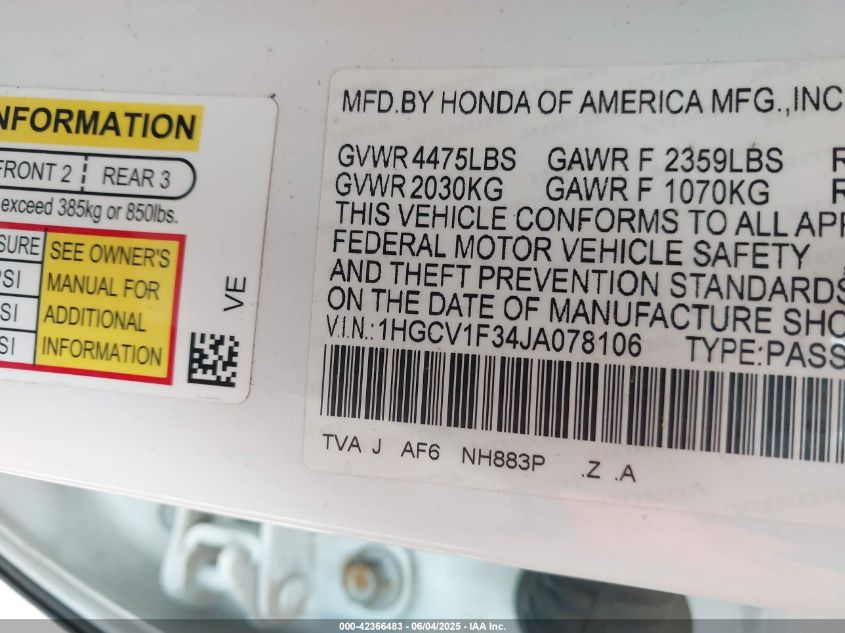 NFORMATION
FRONT 2 REAR 3
exceed 385kg or 850lbs.
SURE SEE OWNER'S
PSI MANUAL FOR
SI ADDITIONAL
SI INFORMATION
VE
MFD.BY HONDA OF AMERICA MFG.,INC
GVWR 4475LBS GAWR F 2359LBS R
GVWR 2030KG GAWR F 1070KG R
THIS VEHICLE CONFORMS TO ALL APP
FEDERAL MOTOR VEHICLE SAFETY
AND THEFT PREVENTION STANDARDS
ON THE DATE OF MANUFACTURE SHO
V.I.N.:1HGCV1F34JA078106 TYPE:PASS
TVA J AF6 NH883P .Z .A
000-42366483 - 06/04/2025 - IAA Inc.